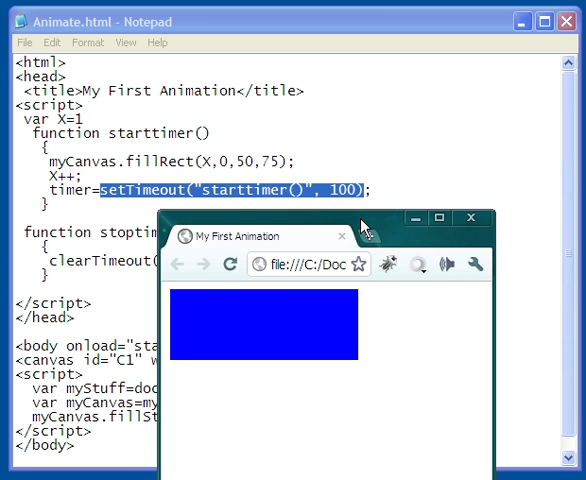 Animate.html - Notepad
File Edit Format View Help
<html>
<head>
<title>My First Animation</title>
<script>
var X=1
function starttimer()
{
myCanvas.fillRect(X,0,50,75);
X++;
timer=setTimeout("starttimer()", 100);
}
function stoptim
{
clearTimeout(
}
</script>
</head>
<body onload="sta
<canvas id="C1" w
<script>
var myStuff=doc
var myCanvas=my
myCanvas.fillSt
</script>
</body>
My First Animation
file:///C:/Doc